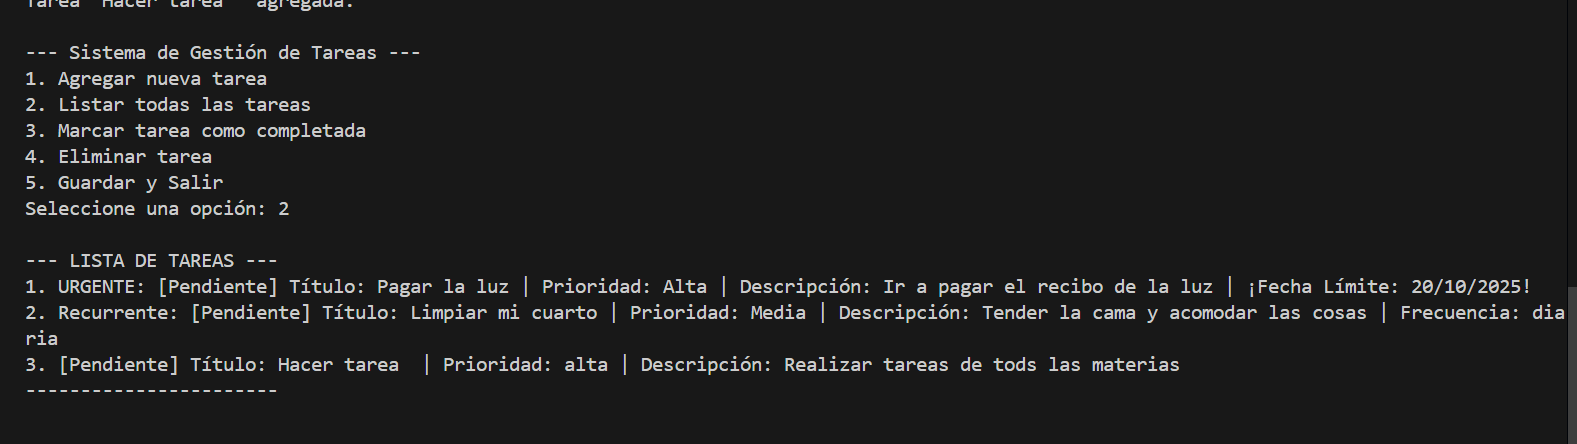 Tarea "Hacer tarea " agregada.
--- Sistema de Gestión de Tareas ---
1. Agregar nueva tarea
2. Listar todas las tareas
3. Marcar tarea como completada
4. Eliminar tarea
5. Guardar y Salir
Seleccione una opción: 2
--- LISTA DE TAREAS ---
1. URGENTE: [Pendiente] Título: Pagar la luz | Prioridad: Alta | Descripción: Ir a pagar el recibo de la luz | ¡Fecha Límite: 20/10/2025!
2. Recurrente: [Pendiente] Título: Limpiar mi cuarto | Prioridad: Media | Descripción: Tender la cama y acomodar las cosas | Frecuencia: dia
ria
3. [Pendiente] Título: Hacer tarea  | Prioridad: alta | Descripción: Realizar tareas de tods las materias
-----------------------